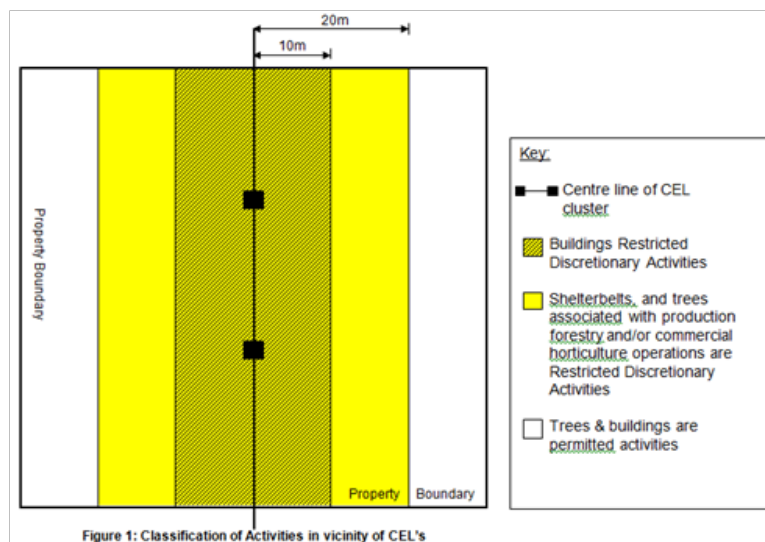 20m
10m
Property Boundary
Property Boundary
Key:
Centre line of CEL
cluster
Buildings Restricted
Discretionary Activities
Shelterbelts, and trees
associated with production
forestry and/or commercial
horticulture operations are
Restricted Discretionary
Activities
Trees & buildings are
permitted activities
Figure 1: Classification of Activities in vicinity of CEL's